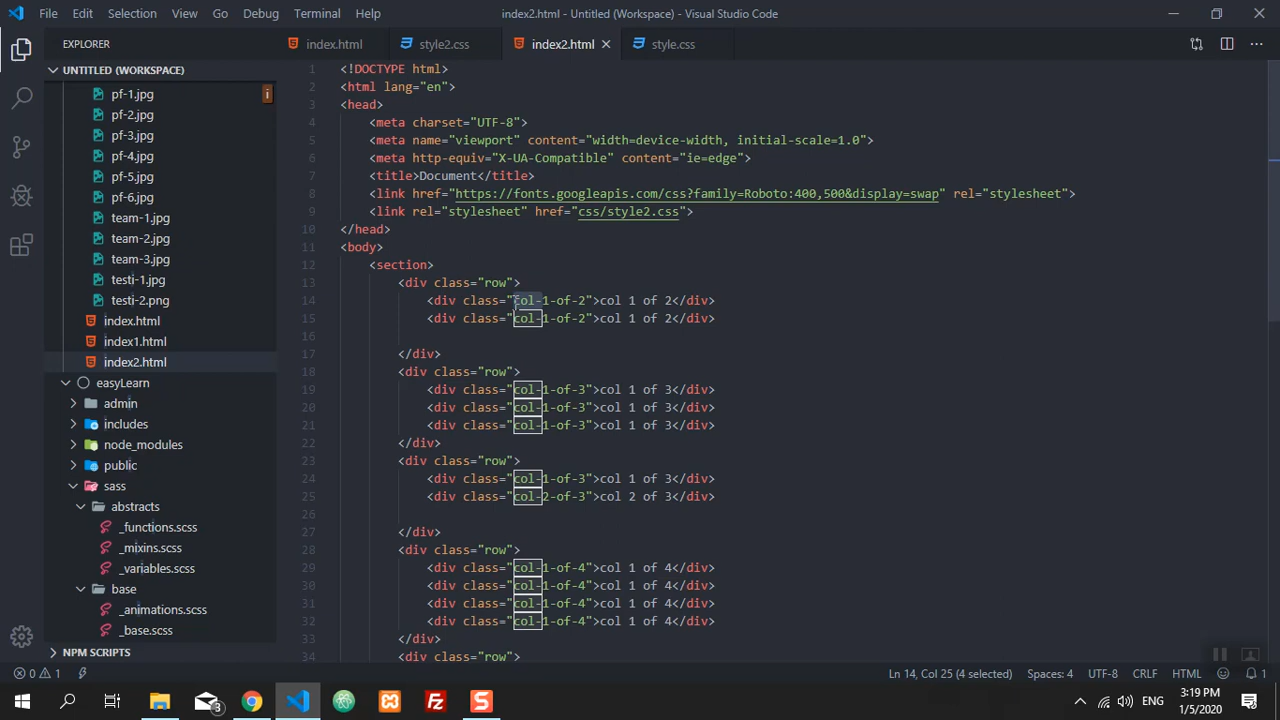 File Edit Selection View Go Debug Terminal Help
index2.html - Untitled (Workspace) - Visual Studio Code
EXPLORER
index.html
style2.css
index2.html
style.css
UNTITLED (WORKSPACE)
pf-1.jpg
i
pf-2.jpg
pf-3.jpg
pf-4.jpg
pf-5.jpg
pf-6.jpg
team-1.jpg
team-2.jpg
team-3.jpg
testi-1.jpg
testi-2.png
index.html
index1.html
index2.html
easyLearn
admin
includes
node_modules
public
sass
abstracts
_functions.scss
_mixins.scss
_variables.scss
base
_animations.scss
_base.scss
NPM SCRIPTS
1 <!DOCTYPE html>
2 <html lang="en">
3 <head>
4 <meta charset="UTF-8">
5 <meta name="viewport" content="width=device-width, initial-scale=1.0">
6 <meta http-equiv="X-UA-Compatible" content="ie=edge">
7 <title>Document</title>
8 <link href="https://fonts.googleapis.com/css?family=Roboto:400,500&display=swap" rel="stylesheet">
9 <link rel="stylesheet" href="css/style2.css">
10 </head>
11 <body>
12 <section>
13 <div class="row">
14 <div class="col-1-of-2">col 1 of 2</div>
15 <div class="col-1-of-2">col 1 of 2</div>
16
17 </div>
18 <div class="row">
19 <div class="col-1-of-3">col 1 of 3</div>
20 <div class="col-1-of-3">col 1 of 3</div>
21 <div class="col-1-of-3">col 1 of 3</div>
22 </div>
23 <div class="row">
24 <div class="col-1-of-3">col 1 of 3</div>
25 <div class="col-2-of-3">col 2 of 3</div>
26
27 </div>
28 <div class="row">
29 <div class="col-1-of-4">col 1 of 4</div>
30 <div class="col-1-of-4">col 1 of 4</div>
31 <div class="col-1-of-4">col 1 of 4</div>
32 <div class="col-1-of-4">col 1 of 4</div>
33 </div>
34 <div class="row">
0 1
Ln 14, Col 25 (4 selected) Spaces: 4 UTF-8 CRLF HTML 1
3
ENG
3:19 PM
1/5/2020